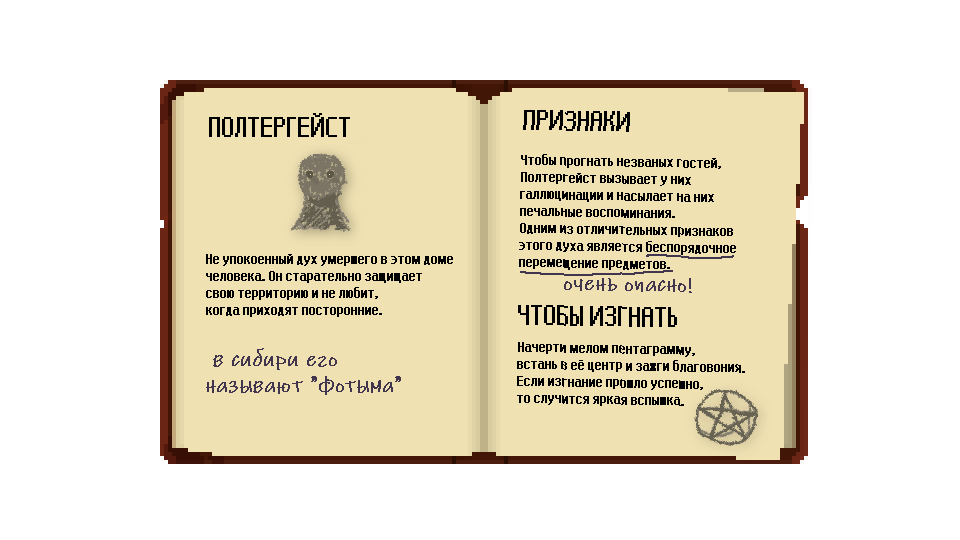 ПОЛТЕРГЕЙСТ
Не упокоенный дух умершего в этом доме
человека. Он старательно защищает
свою территорию и не любит,
когда приходят посторонние.
в сибири его
называют "Фотыма"
ПРИЗНАКИ
Чтобы прогнать незваных гостей,
Полтергейст вызывает у них
галлюцинации и насылает на них
печальные воспоминания.
Одним из отличительных признаков
этого духа является беспорядочное
перемещение предметов.
очень опасно!
ЧТОБЫ ИЗГНАТЬ
Начерти мелом пентаграмму,
встань в её центр и зажги благовония.
Если изгнание прошло успешно,
то случится яркая вспышка.